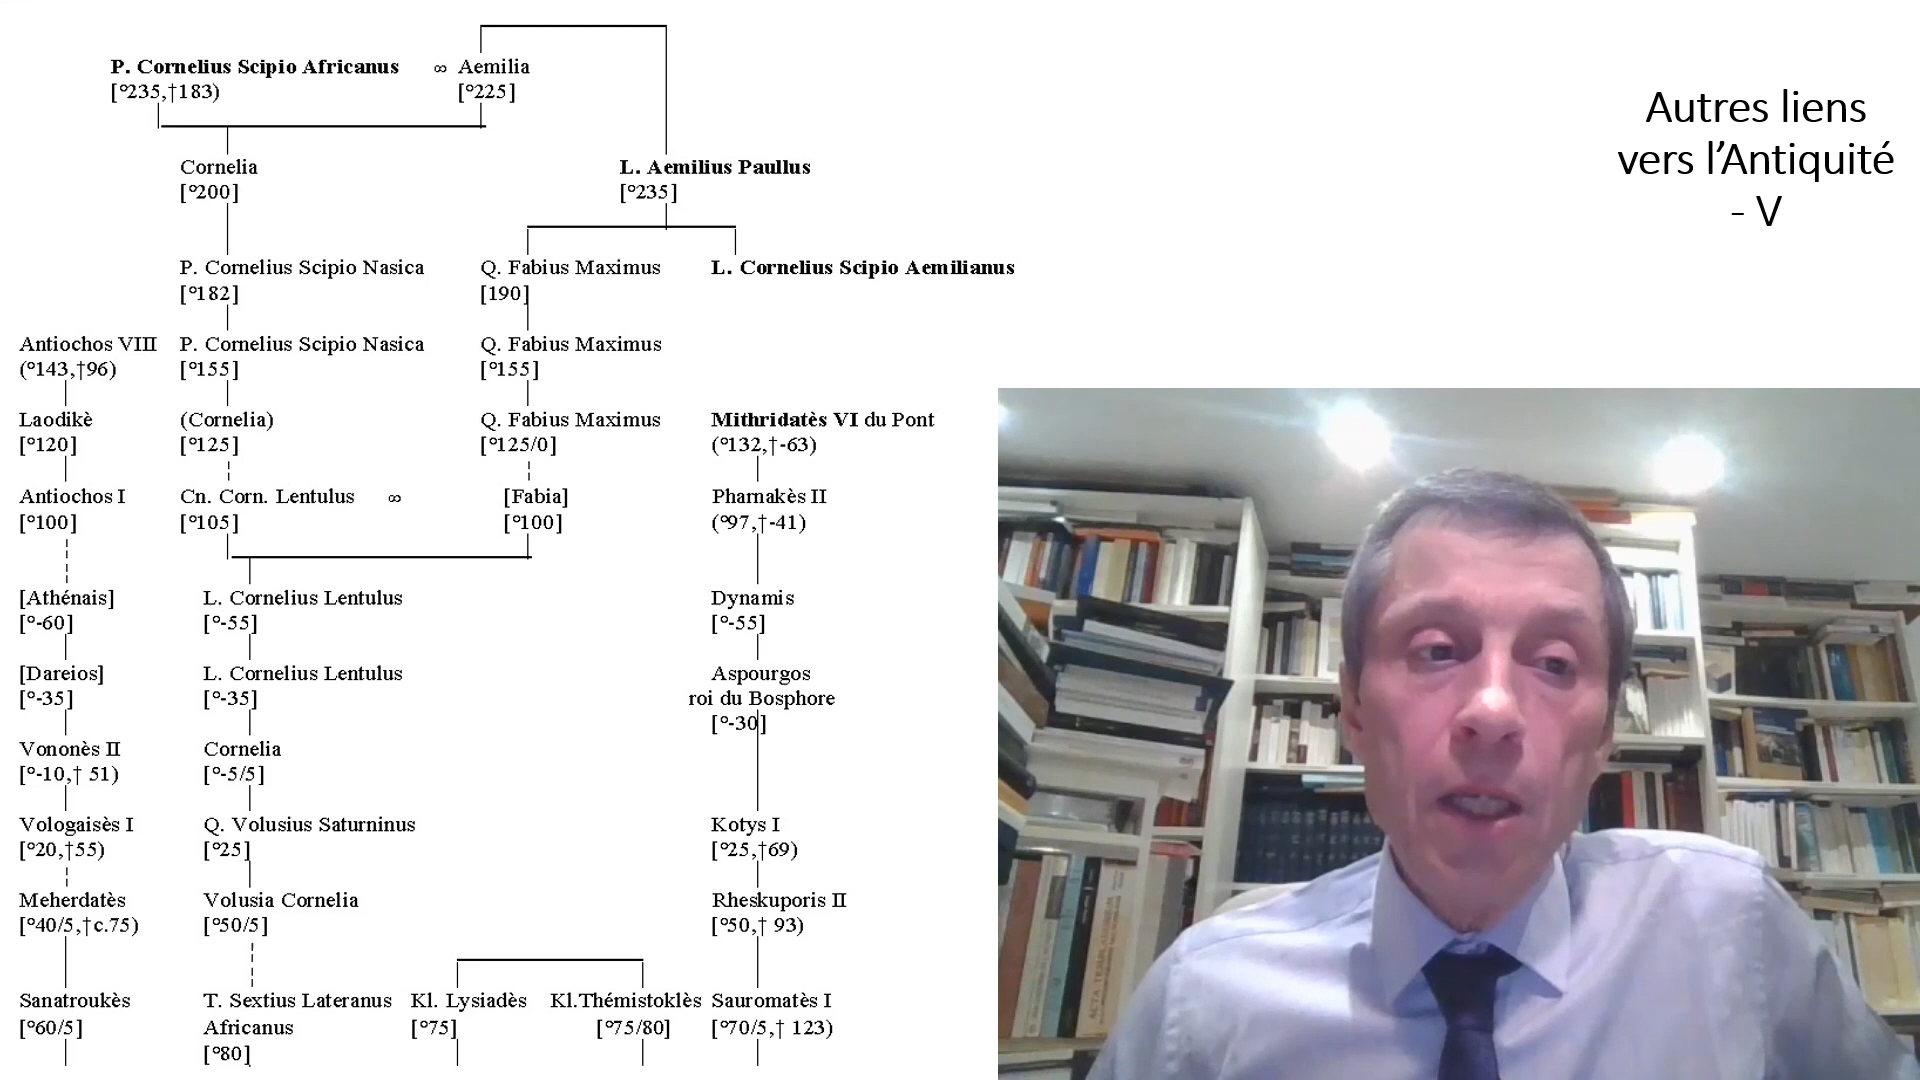 P. Cornelius Scipio Africanus ∞ Aemilia
[°235,†183) [°225]
Autres liens
vers l’Antiquité
- V
Cornelia L. Aemilius Paullus
[°200] [°235]
P. Cornelius Scipio Nasica Q. Fabius Maximus L. Cornelius Scipio Aemilianus
[°182] [190]
Antiochos VIII P. Cornelius Scipio Nasica Q. Fabius Maximus
(°143,†96) [°155] [°155]
Laodikè (Cornelia) Q. Fabius Maximus Mithridatès VI du Pont
[°120] [°125] [°125/0] (°132,†-63)
Antiochos I Cn. Corn. Lentulus ∞ [Fabia] Pharnakès II
[°100] [°105] [°100] (°97,†-41)
[Athénais] L. Cornelius Lentulus Dynamis
[°-60] [°-55] [°-55]
[Dareios] L. Cornelius Lentulus Aspourgos
[°-35] [°-35] roi du Bosphore
[°-30]
Vononès II Cornelia
[°-10,† 51) [°-5/5]
Vologaisès I Q. Volusius Saturninus Kotys I
[°20,†55) [°25] [°25,†69)
Meherdatès Volusia Cornelia Rheskuporis II
[°40/5,†c.75) [°50/5] [°50,† 93)
Sanatroukès T. Sextius Lateranus Kl. Lysiadès Kl.Thémistoklès Sauromatès I
[°60/5] Africanus [°75] [°75/80] [°70/5,† 123)
[°80]